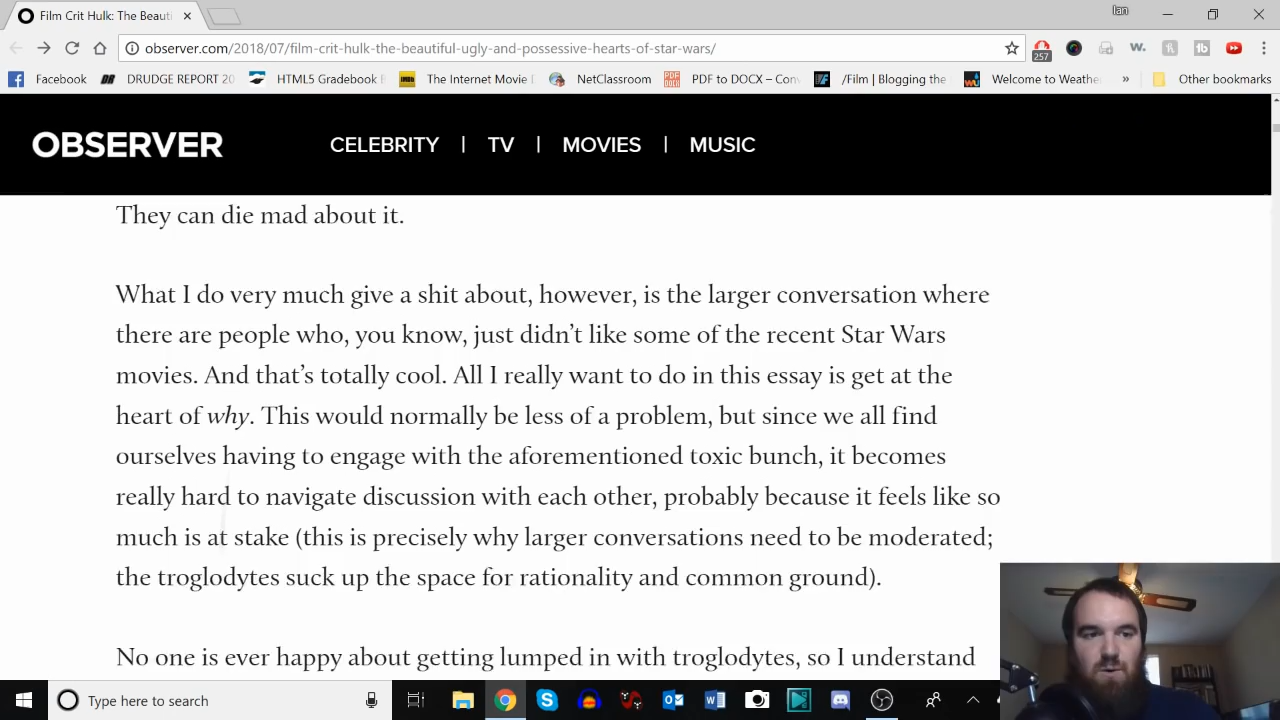 Film Crit Hulk: The Beauti
Ian
observer.com/2018/07/film-crit-hulk-the-beautiful-ugly-and-possessive-hearts-of-star-wars/
257
W.
1b
Facebook
DRUDGE REPORT 20
HTML5 Gradebook
The Internet Movie
NetClassroom
PDF to DOCX – Con
/Film | Blogging the
Welcome to Weathe
»
Other bookmarks
OBSERVER
CELEBRITY | TV | MOVIES | MUSIC
They can die mad about it.
What I do very much give a shit about, however, is the larger conversation where
there are people who, you know, just didn't like some of the recent Star Wars
movies. And that's totally cool. All I really want to do in this essay is get at the
heart of why. This would normally be less of a problem, but since we all find
ourselves having to engage with the aforementioned toxic bunch, it becomes
really hard to navigate discussion with each other, probably because it feels like so
much is at stake (this is precisely why larger conversations need to be moderated;
the troglodytes suck up the space for rationality and common ground).
No one is ever happy about getting lumped in with troglodytes, so I understand
Type here to search